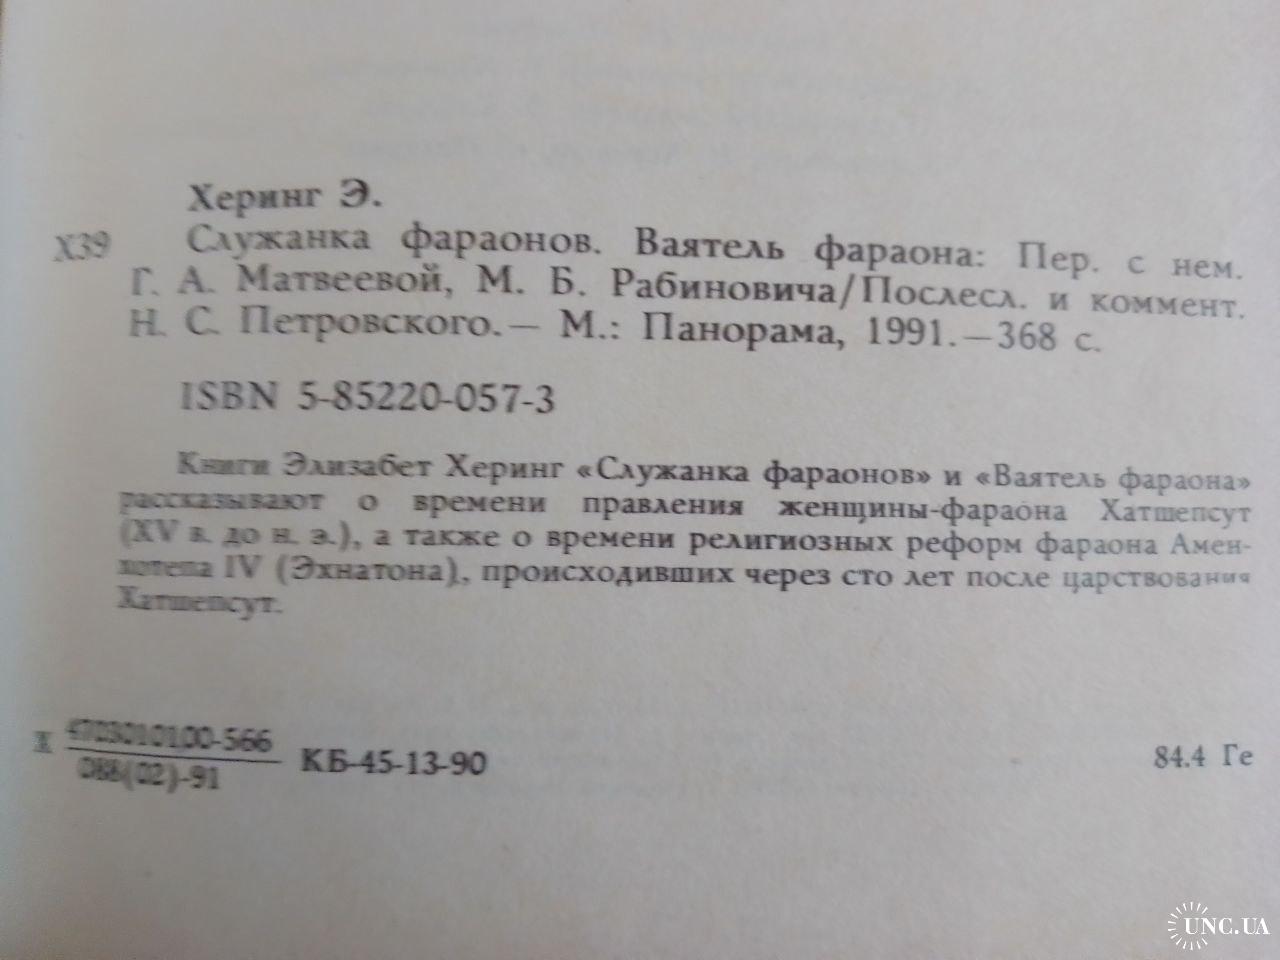 Херинг Э.
Х39 Служанка фараонов. Ваятель фараона: Пер. с нем.
Г. А. Матвеевой, М. Б. Рабиновича/Послесл. и коммент.
Н. С. Петровского.— М.: Панорама, 1991.—368 с.
ISBN 5-85220-057-3
Книги Элизабет Херинг «Служанка фараонов» и «Ваятель фараона»
рассказывают о времени правления женщины-фараона Хатшепсут
(XV в. до н. э.), а также о времени религиозных реформ фараона Амен-
хотепа IV (Эхнатона), происходивших через сто лет после царствования
Хатшепсут.
Х 4703010100-566
088(02)-91 КБ-45-13-90
84.4 Ге
UNC.UA